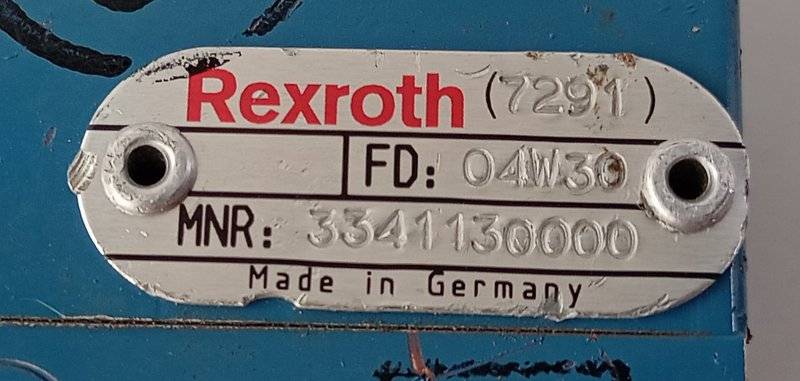 Rexroth (7291)
FD: 04W30
MNR: 3341130000
Made in Germany